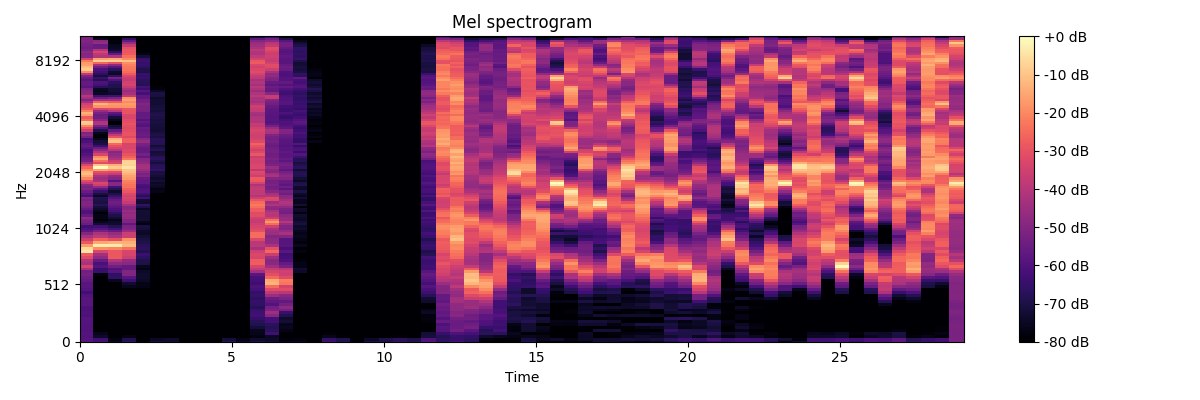 Mel spectrogram
+0 dB
8192
-10 dB
4096
-20 dB
-30 dB
Hz
2048
-40 dB
1024
-50 dB
512
-60 dB
-70 dB
0
-80 dB
0 5 10 15 20 25
Time